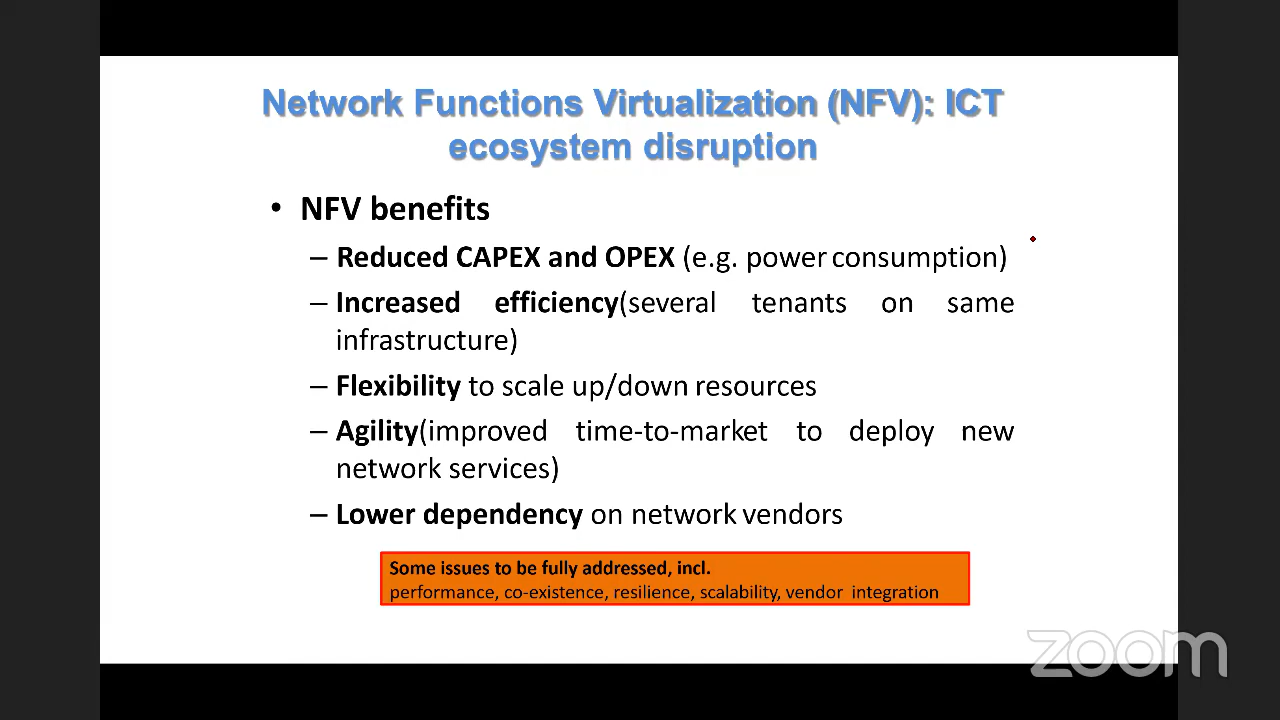 Network Functions Virtualization (NFV): ICT
ecosystem disruption
• NFV benefits
– Reduced CAPEX and OPEX (e.g. power consumption)
– Increased efficiency(several tenants on same
infrastructure)
– Flexibility to scale up/down resources
– Agility(improved time-to-market to deploy new
network services)
– Lower dependency on network vendors
Some issues to be fully addressed, incl.
performance, co-existence, resilience, scalability, vendor integration
zoom